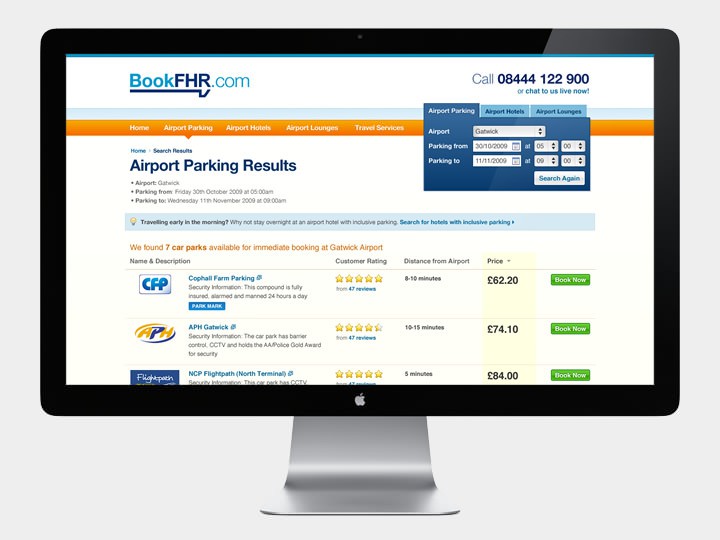 BookFHR.com
Call 08444 122 900
or chat to us live now!
Airport Parking Airport Hotels Airport Lounges
Home Airport Parking Airport Hotels Airport Lounges Travel Services
Airport Gatwick
Parking from 30/10/2009 at 05 00
Parking to 11/11/2009 at 09 00
Search Again
Home › Search Results
Airport Parking Results
• Airport: Gatwick
• Parking from Friday 30th October 2009 at 05:00am
• Parking to: Wednesday 11th November 2009 at 09:00am
Travelling early in the morning? Why not stay overnight at an airport hotel with inclusive parking. Search for hotels with inclusive parking
We found 7 car parks available for immediate booking at Gatwick Airport
Name & Description Customer Rating Distance from Airport Price
CFP
Cophall Farm Parking
Security Information: This compound is fully
insured, alarmed and manned 24 hours a day
PARK MARK
from 47 reviews
8-10 minutes
£62.20
Book Now
APH
APH Gatwick
Security Information: The car park has barrier
control, CCTV and holds the AA/Police Gold Award
for security
from 47 reviews
10-15 minutes
£74.10
Book Now
Flightpath
NCP Flightpath (North Terminal)
Security Information: This car park has CCTV,
from 47 reviews
5 minutes
£84.00
Book Now